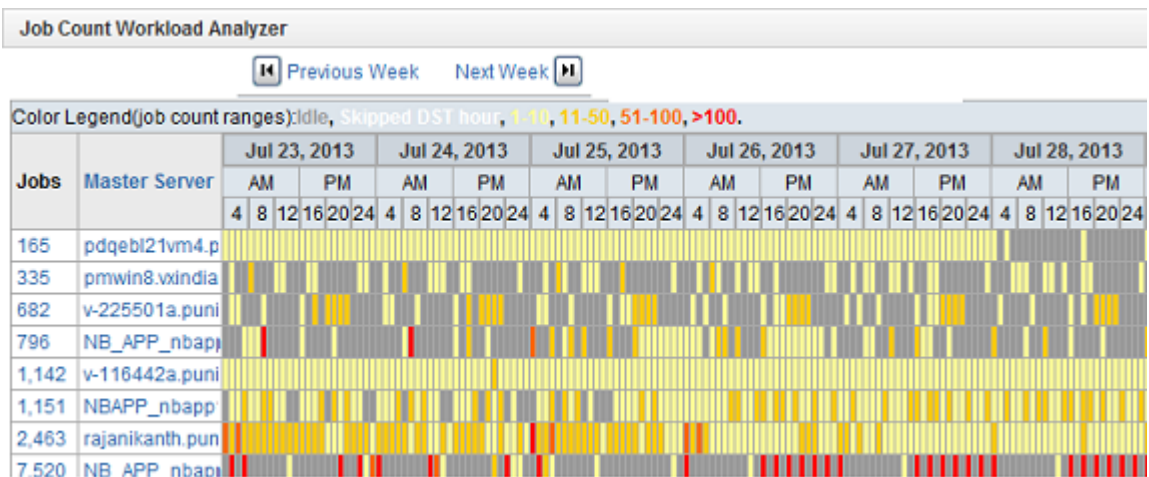 Job Count Workload Analyzer
Previous Week Next Week
Color Legend(job count ranges):Idle, Skipped DST hour, 1-10, 11-50, 51-100, >100.
Jobs Master Server Jul 23, 2013 Jul 24, 2013 Jul 25, 2013 Jul 26, 2013 Jul 27, 2013 Jul 28, 2013
AM PM AM PM AM PM AM PM AM PM AM PM
4 8 12 16 20 24 4 8 12 16 20 24 4 8 12 16 20 24 4 8 12 16 20 24 4 8 12 16 20 24 4 8 12 16 20 24
165 pdqebl21vm4.p
335 pmwin8.vxindia
682 v-225501a.puni
796 NB_APP_nbapp
1,142 v-116442a.puni
1,151 NBAPP_nbapp
2,463 rajanikanth.pun
7,520 NB_APP_nbapp